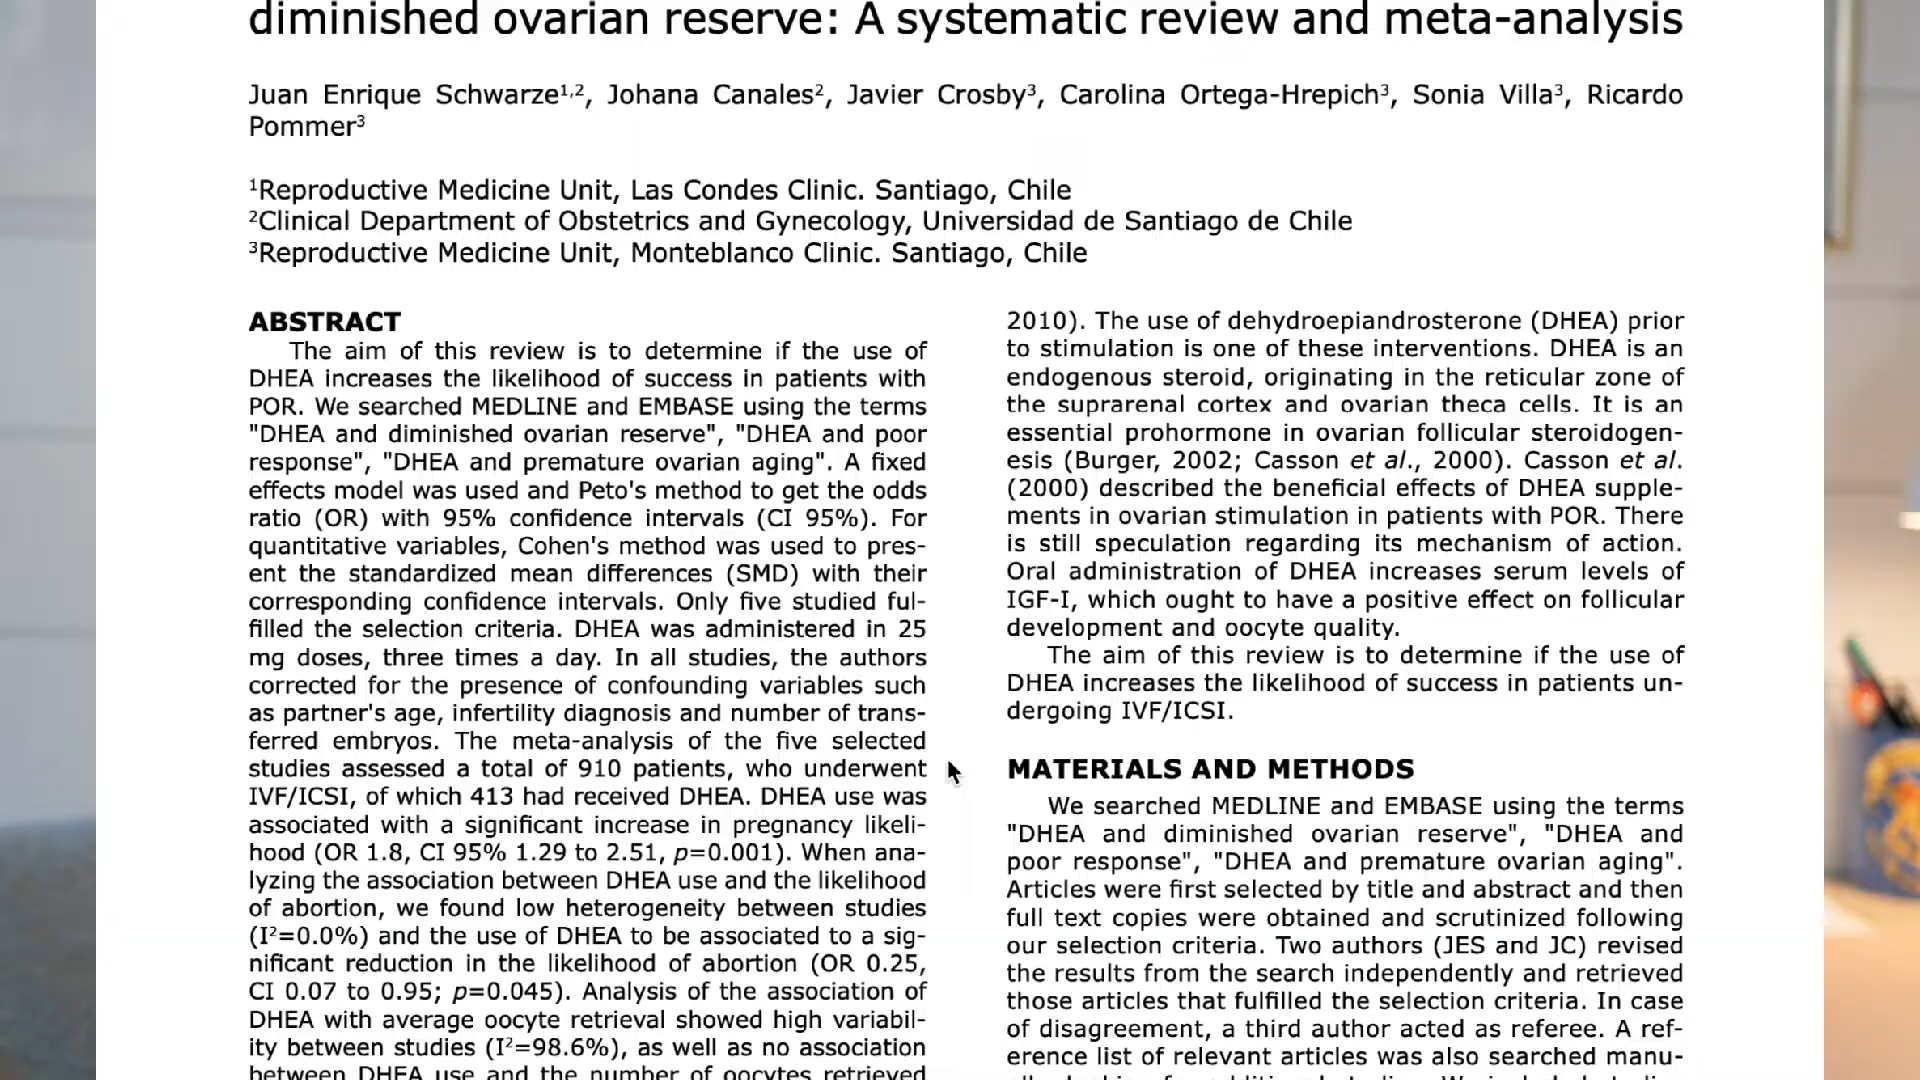 diminished ovarian reserve: A systematic review and meta-analysis
Juan Enrique Schwarze¹,², Johana Canales², Javier Crosby³, Carolina Ortega-Hrepich³, Sonia Villa³, Ricardo
Pommer³
¹Reproductive Medicine Unit, Las Condes Clinic. Santiago, Chile
²Clinical Department of Obstetrics and Gynecology, Universidad de Santiago de Chile
³Reproductive Medicine Unit, Monteblanco Clinic. Santiago, Chile
ABSTRACT
The aim of this review is to determine if the use of
DHEA increases the likelihood of success in patients with
POR. We searched MEDLINE and EMBASE using the terms
"DHEA and diminished ovarian reserve", "DHEA and poor
response", "DHEA and premature ovarian aging". A fixed
effects model was used and Peto's method to get the odds
ratio (OR) with 95% confidence intervals (CI 95%). For
quantitative variables, Cohen's method was used to pres-
ent the standardized mean differences (SMD) with their
corresponding confidence intervals. Only five studied ful-
filled the selection criteria. DHEA was administered in 25
mg doses, three times a day. In all studies, the authors
corrected for the presence of confounding variables such
as partner's age, infertility diagnosis and number of trans-
ferred embryos. The meta-analysis of the five selected
studies assessed a total of 910 patients, who underwent
IVF/ICSI, of which 413 had received DHEA. DHEA use was
associated with a significant increase in pregnancy likeli-
hood (OR 1.8, CI 95% 1.29 to 2.51, p=0.001). When ana-
lyzing the association between DHEA use and the likelihood
of abortion, we found low heterogeneity between studies
(I²=0.0%) and the use of DHEA to be associated to a sig-
nificant reduction in the likelihood of abortion (OR 0.25,
CI 0.07 to 0.95; p=0.045). Analysis of the association of
DHEA with average oocyte retrieval showed high variabil-
ity between studies (I²=98.6%), as well as no association
between DHEA use and the number of oocytes retrieved
2010). The use of dehydroepiandrosterone (DHEA) prior
to stimulation is one of these interventions. DHEA is an
endogenous steroid, originating in the reticular zone of
the suprarenal cortex and ovarian theca cells. It is an
essential prohormone in ovarian follicular steroidogen-
esis (Burger, 2002; Casson et al., 2000). Casson et al.
(2000) described the beneficial effects of DHEA supple-
ments in ovarian stimulation in patients with POR. There
is still speculation regarding its mechanism of action.
Oral administration of DHEA increases serum levels of
IGF-I, which ought to have a positive effect on follicular
development and oocyte quality.
The aim of this review is to determine if the use of
DHEA increases the likelihood of success in patients un-
dergoing IVF/ICSI.
MATERIALS AND METHODS
We searched MEDLINE and EMBASE using the terms
"DHEA and diminished ovarian reserve", "DHEA and
poor response", "DHEA and premature ovarian aging".
Articles were first selected by title and abstract and then
full text copies were obtained and scrutinized following
our selection criteria. Two authors (JES and JC) revised
the results from the search independently and retrieved
those articles that fulfilled the selection criteria. In case
of disagreement, a third author acted as referee. A ref-
erence list of relevant articles was also searched manu-